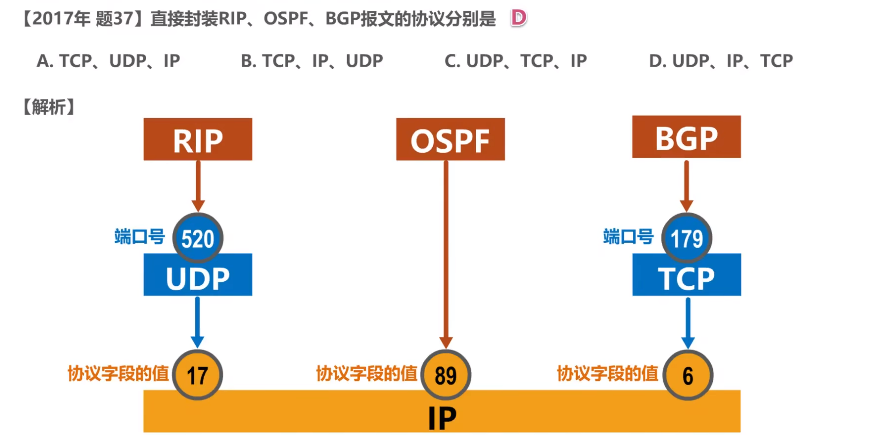 【2017年 题37】直接封装RIP、OSPF、BGP报文的协议分别是 D
A. TCP、UDP、IP B. TCP、IP、UDP C. UDP、TCP、IP D. UDP、IP、TCP
【解析】
RIP OSPF BGP
端口号 520 端口号 179
UDP TCP
协议字段的值 17 协议字段的值 89 协议字段的值 6
IP